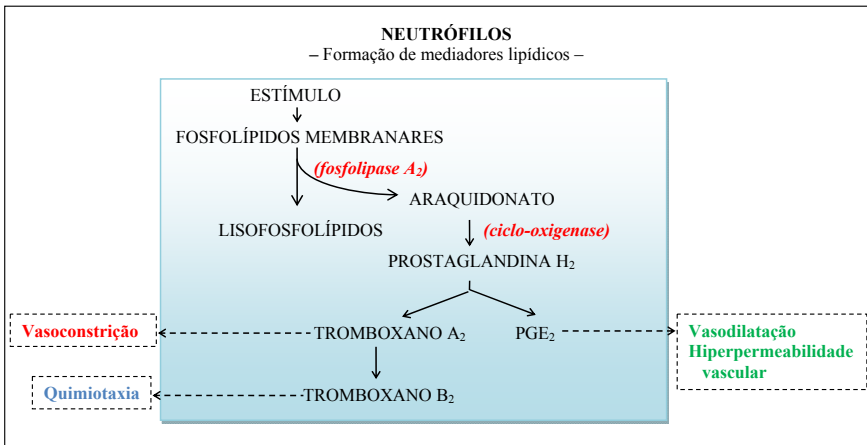 NEUTRÓFILOS
– Formação de mediadores lipídicos –
ESTÍMULO
FOSFOLÍPIDOS MEMBRANARES
(fosfolipase A₂)
ARAQUIDONATO
LISOFOSFOLÍPIDOS
(ciclo-oxigenase)
PROSTAGLANDINA H₂
Vasoconstrição
TROMBOXANO A₂
PGE₂
Vasodilatação
Hiperpermeabilidade
vascular
Quimiotaxia
TROMBOXANO B₂